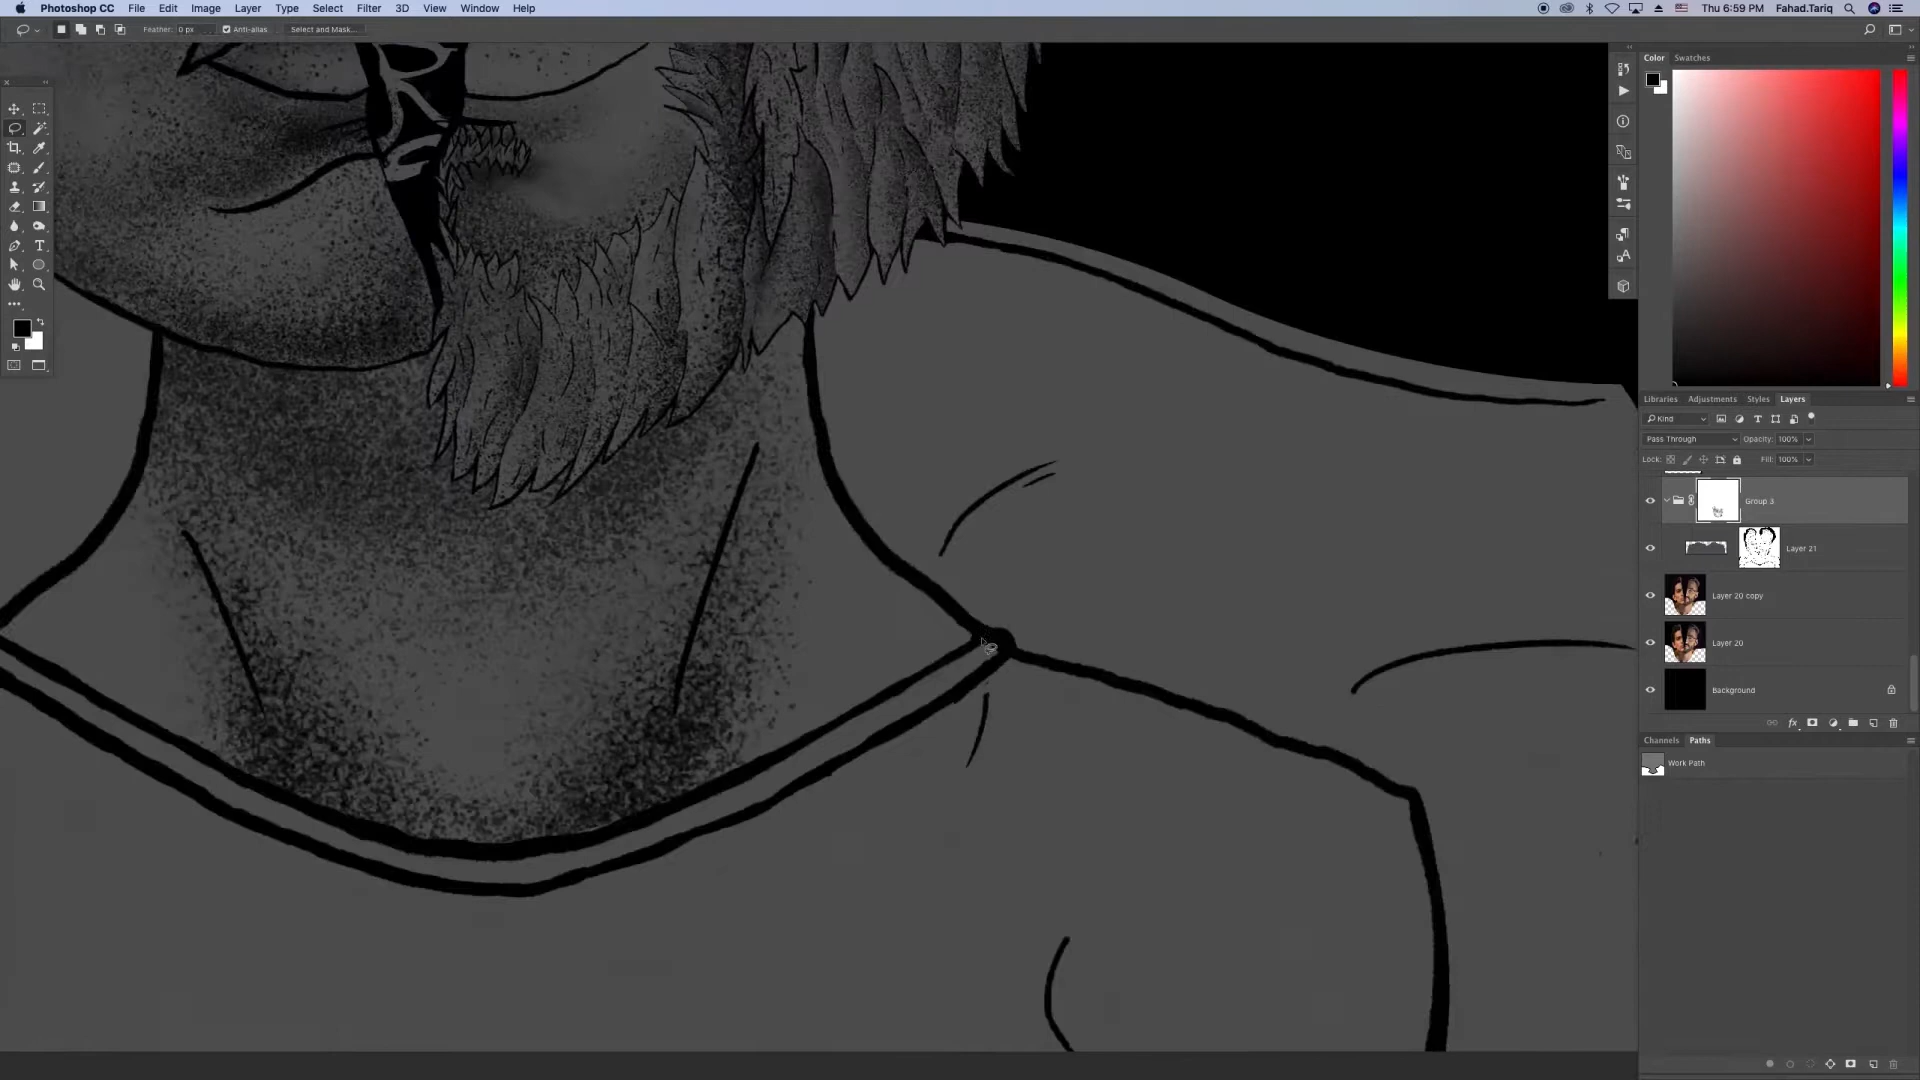 Photoshop CC File Edit Image Layer Type Select Filter 3D View Window Help Thu 6:59 PM Fahad.Tariq
Feather: 0 px Anti-alias Select and Mask...
Color Swatches
R
Libraries Adjustments Styles Layers
Kind
Pass Through Opacity: 100%
Lock: Fill: 100%
Group 3
Layer 21
Layer 20 copy
Layer 20
Background
fx
Channels Paths
Work Path